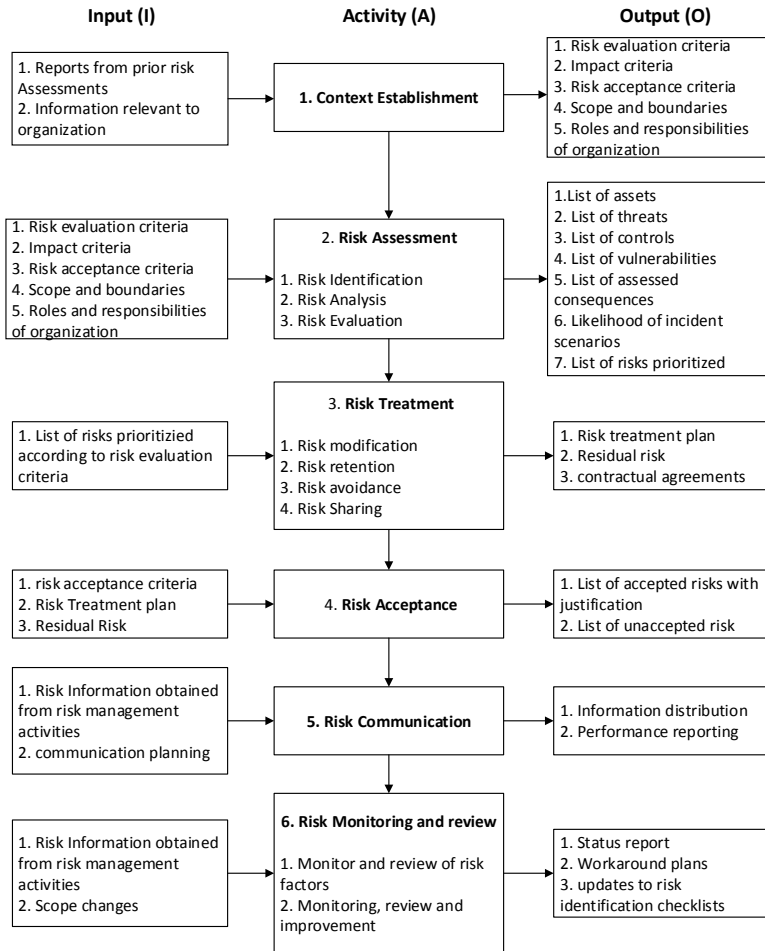 Input (I)
Activity (A)
Output (O)
1. Reports from prior risk
Assessments
2. Information relevant to
organization
1. Context Establishment
1. Risk evaluation criteria
2. Impact criteria
3. Risk acceptance criteria
4. Scope and boundaries
5. Roles and responsibilities
of organization
1. Risk evaluation criteria
2. Impact criteria
3. Risk acceptance criteria
4. Scope and boundaries
5. Roles and responsibilities
of organization
2. Risk Assessment
1. Risk Identification
2. Risk Analysis
3. Risk Evaluation
1.List of assets
2. List of threats
3. List of controls
4. List of vulnerabilities
5. List of assessed
consequences
6. Likelihood of incident
scenarios
7. List of risks prioritized
1. List of risks prioritizied
according to risk evaluation
criteria
3. Risk Treatment
1. Risk modification
2. Risk retention
3. Risk avoidance
4. Risk Sharing
1. Risk treatment plan
2. Residual risk
3. contractual agreements
1. risk acceptance criteria
2. Risk Treatment plan
3. Residual Risk
4. Risk Acceptance
1. List of accepted risks with
justification
2. List of unaccepted risk
1. Risk Information obtained
from risk management
activities
2. communication planning
5. Risk Communication
1. Information distribution
2. Performance reporting
1. Risk Information obtained
from risk management
activities
2. Scope changes
6. Risk Monitoring and review
1. Monitor and review of risk
factors
2. Monitoring, review and
improvement
1. Status report
2. Workaround plans
3. updates to risk
identification checklists